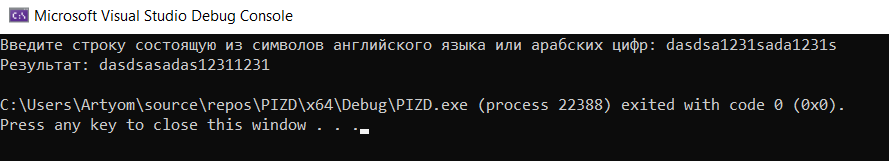 Microsoft Visual Studio Debug Console
Введите строку состоящую из символов английского языка или арабских цифр: dasdsa1231sada1231s
Результат: dasdsasadas12311231
C:\Users\Artyom\source\repos\PIZD\x64\Debug\PIZD.exe (process 22388) exited with code 0 (0x0).
Press any key to close this window . . .